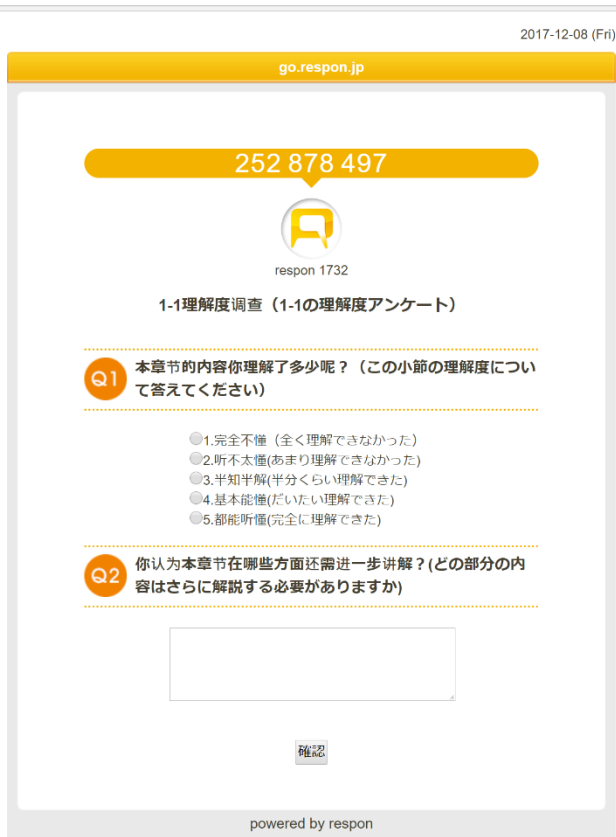 2017-12-08 (Fri)
go.respon.jp
252 878 497
respon 1732
1-1理解度调查（1-1の理解度アンケート）
Q1
本章节的内容你理解了多少呢？（この小節の理解度につい
て答えてください）
1.完全不懂（全く理解できなかった）
2.听不太懂(あまり理解できなかった)
3.半知半解(半分くらい理解できた)
4.基本能懂(だいたい理解できた)
5.都能听懂(完全に理解できた)
Q2
你认为本章节在哪些方面还需进一步讲解？(どの部分の内
容はさらに解説する必要がありますか)
確認
powered by respon